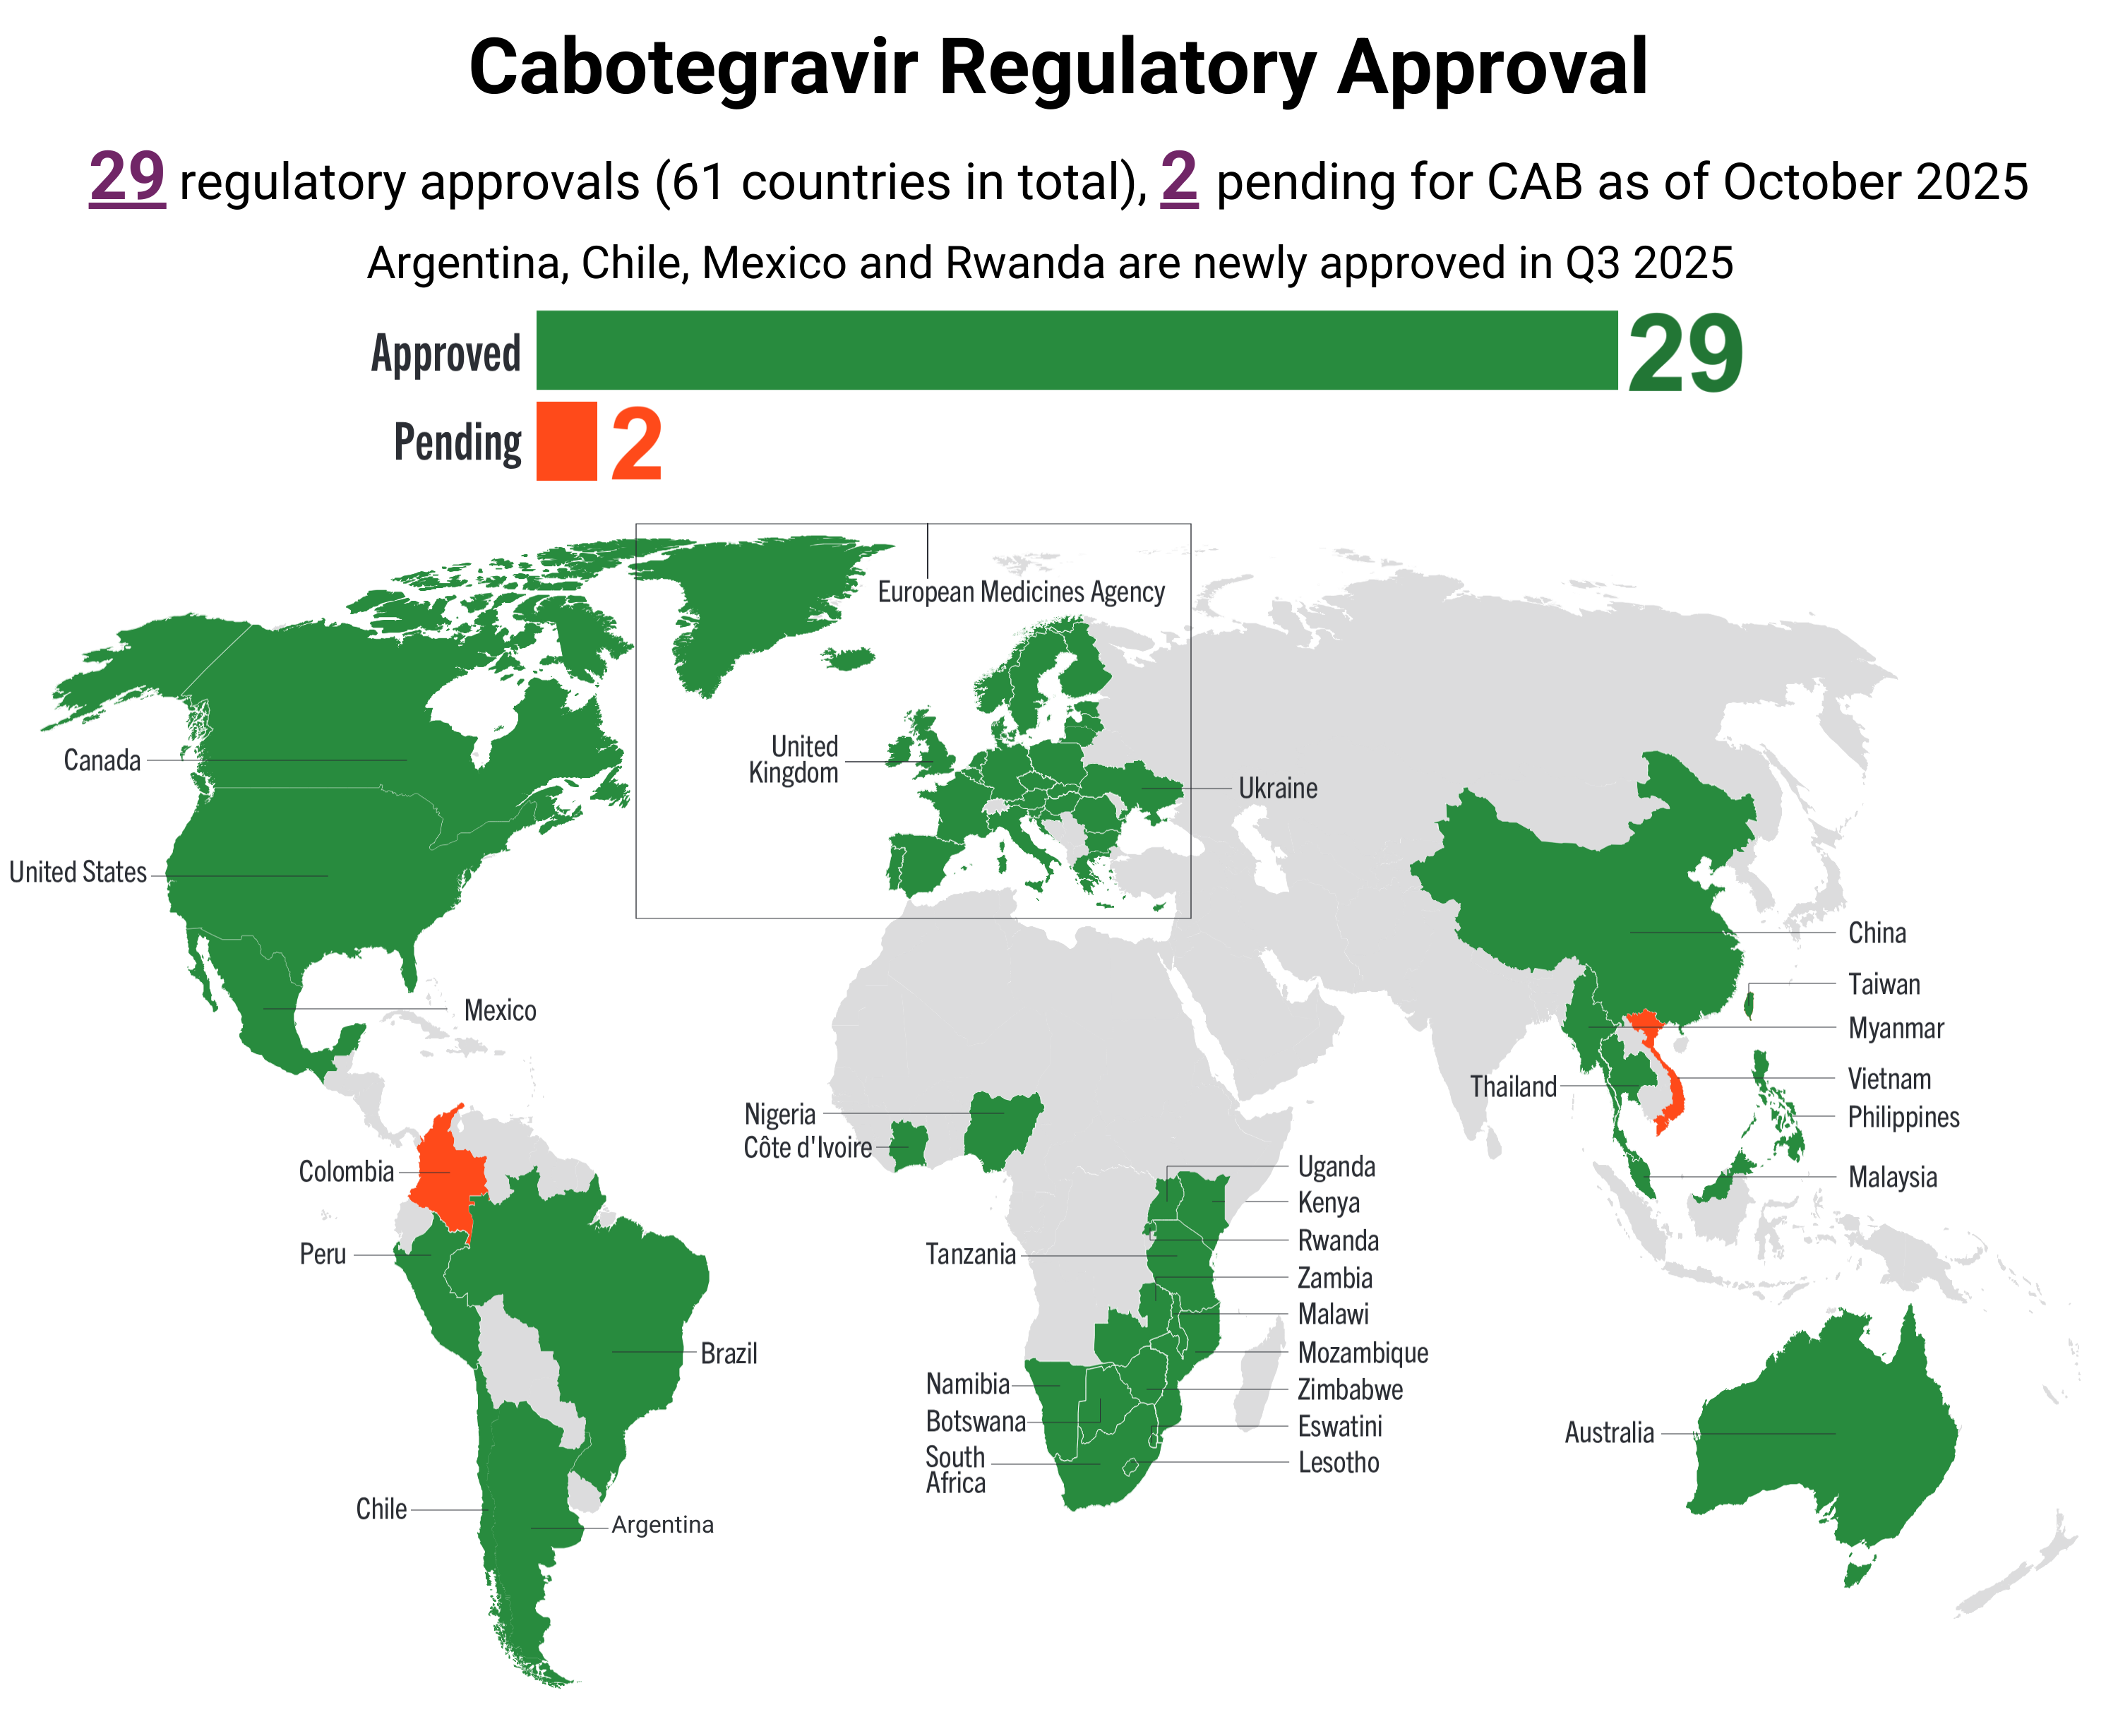 Cabotegravir Regulatory Approval
29 regulatory approvals (61 countries in total), 2 pending for CAB as of October 2025
Argentina, Chile, Mexico and Rwanda are newly approved in Q3 2025
Approved 29
Pending 2
European Medicines Agency
United
Kingdom
Ukraine
Canada
United States
Mexico
China
Taiwan
Myanmar
Thailand
Vietnam
Philippines
Malaysia
Nigeria
Côte d'Ivoire
Colombia
Peru
Brazil
Chile
Argentina
Uganda
Kenya
Rwanda
Tanzania
Zambia
Malawi
Mozambique
Namibia
Zimbabwe
Botswana
Eswatini
South
Africa
Lesotho
Australia